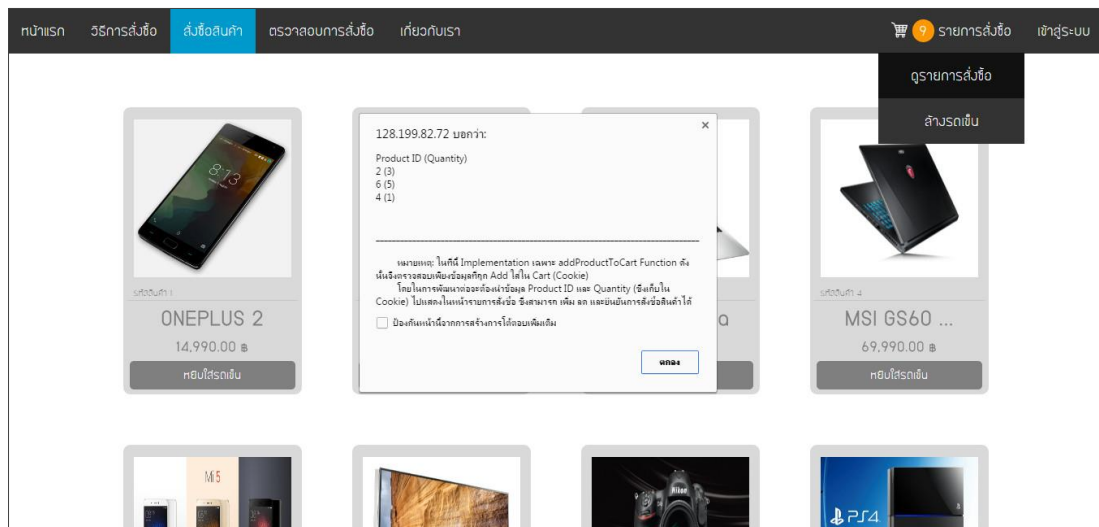 หน้าแรก วิธีการสั่งซื้อ สั่งซื้อสินค้า ตรวจสอบการสั่งซื้อ เกี่ยวกับเรา 9 รายการสั่งซื้อ เข้าสู่ระบบ
ดูรายการสั่งซื้อ
ล้างรถเข็น
128.199.82.72 บอกว่า:
Product ID (Quantity)
2 (3)
6 (5)
4 (1)
หมายเหตุ: ในที่นี้ Implementation เฉพาะ addProductToCart Function ดัง
นั้นจึงตรวจสอบเพียงข้อมูลที่ถูก Add ใส่ใน Cart (Cookie)
โดยในการพัฒนาต่อจะต้องนำข้อมูล Product ID และ Quantity (ซึ่งเก็บใน
Cookie) ไปแสดงในหน้ารายการสั่งซื้อ ซึ่งสามารถ เพิ่ม ลด และยืนยันการสั่งซื้อสินค้าได้
ป้องกันหน้านี้จากการสร้างการโต้ตอบเพิ่มเติม
ตกลง
8:13
รหัสสินค้า 1
ONEPLUS 2
14,990.00 ฿
หยิบใส่รถเข็น
รหัสสินค้า 4
MSI GS60 ...
69,990.00 ฿
หยิบใส่รถเข็น
Mi 5
Nikon
PS4